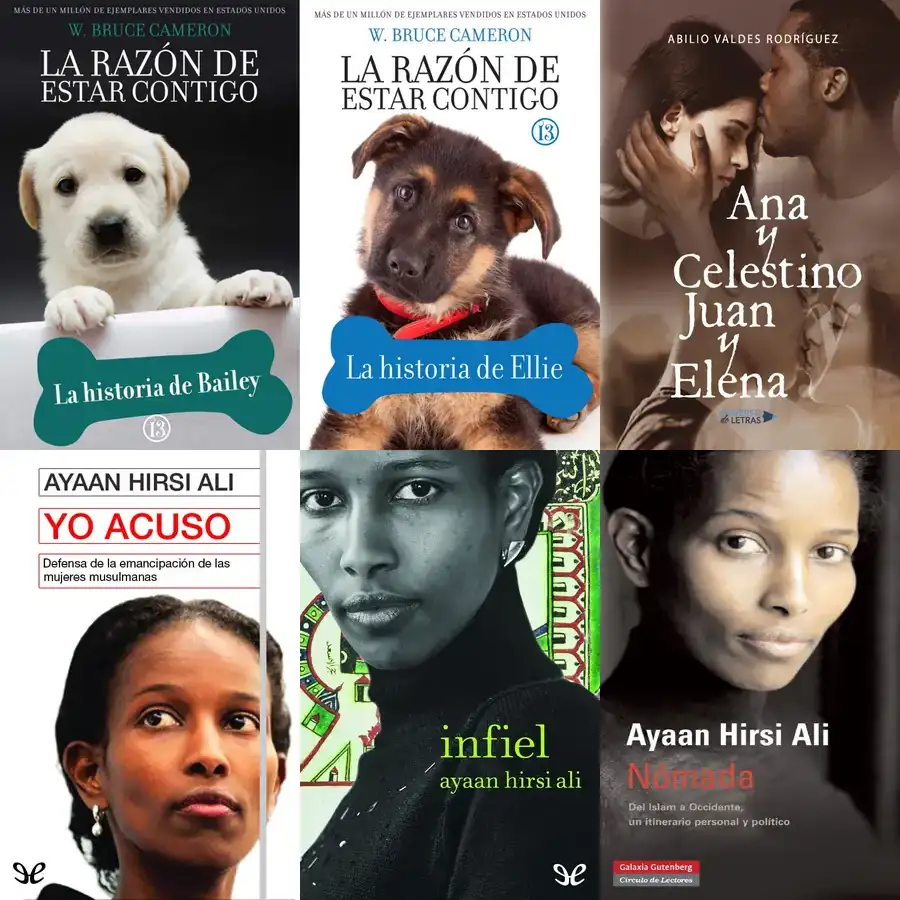 MÁS DE UN MILLÓN DE EJEMPLARES VENDIDOS EN ESTADOS UNIDOS
W. BRUCE CAMERON
LA RAZÓN DE
ESTAR CONTIGO
La historia de Bailey
13
MÁS DE UN MILLÓN DE EJEMPLARES VENDIDOS EN ESTADOS UNIDOS
W. BRUCE CAMERON
LA RAZÓN DE
ESTAR CONTIGO
13
La historia de Ellie
ABILIO VALDES RODRÍGUEZ
Ana
y
Celestino
Juan
y
Elena
de LETRAS
AYAAN HIRSI ALI
YO ACUSO
Defensa de la emancipación de las
mujeres musulmanas
infiel
ayaan hirsi ali
Ayaan Hirsi Ali
Nómada
Del Islam a Occidente,
un itinerario personal y político
Galaxia Gutenberg
Círculo de Lectores